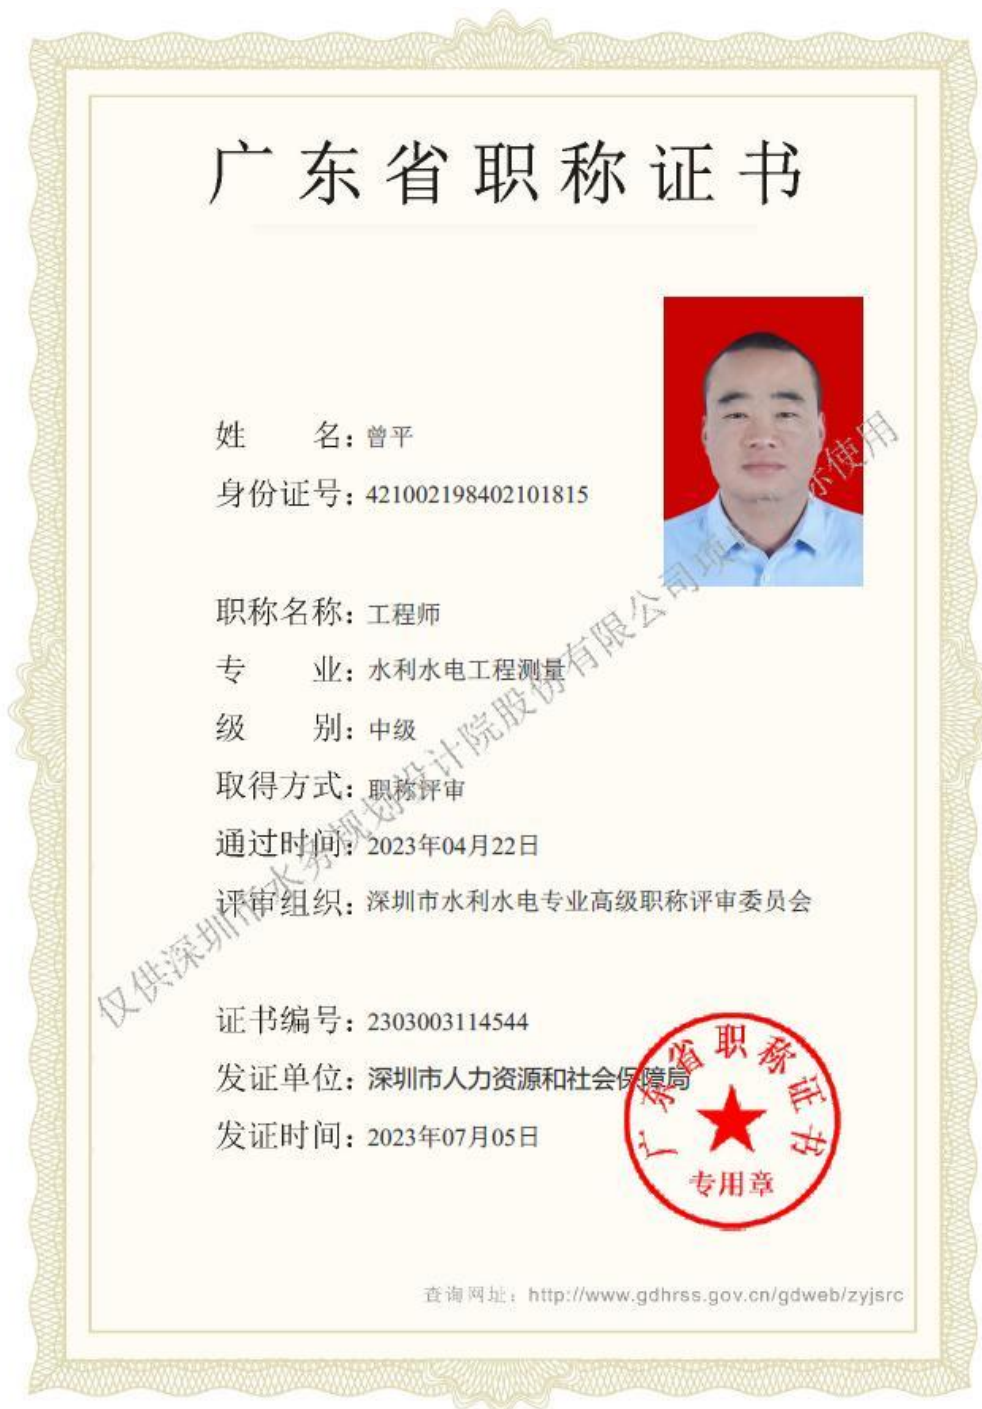 广东省职称证书
姓名：曾平
身份证号：421002198402101815
职称名称：工程师
专业：水利水电工程测量
级别：中级
取得方式：职称评审
通过时间：2023年04月22日
评审组织：深圳市水利水电专业高级职称评审委员会
证书编号：2303003114544
发证单位：深圳市人力资源和社会保障局
发证时间：2023年07月05日
广东省职称证书
专用章
查询网址：http://www.gdhrss.gov.cn/gdweb/zyjsrc
仅供深圳市水务规划设计院股份有限公司项 标使用